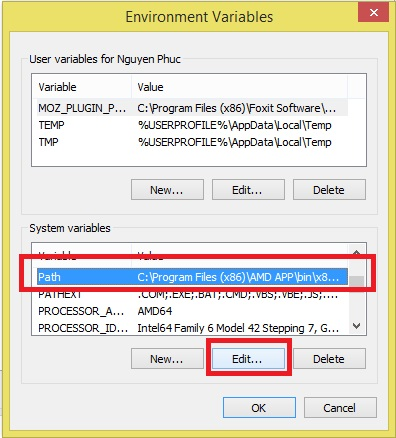 Environment Variables
User variables for Nguyen Phuc
Variable Value
MOZ_PLUGIN_P... C:\Program Files (x86)\Foxit Software\...
TEMP %USERPROFILE%\AppData\Local\Temp
TMP %USERPROFILE%\AppData\Local\Temp
New... Edit... Delete
System variables
Variable Value
Path C:\Program Files (x86)\AMD APP\bin\x8...
PATHEXT .COM;.EXE;.BAT;.CMD;.VBS;.VBE;.JS;....
PROCESSOR_A... AMD64
PROCESSOR_ID... Intel64 Family 6 Model 42 Stepping 7, G...
New... Edit... Delete
OK Cancel